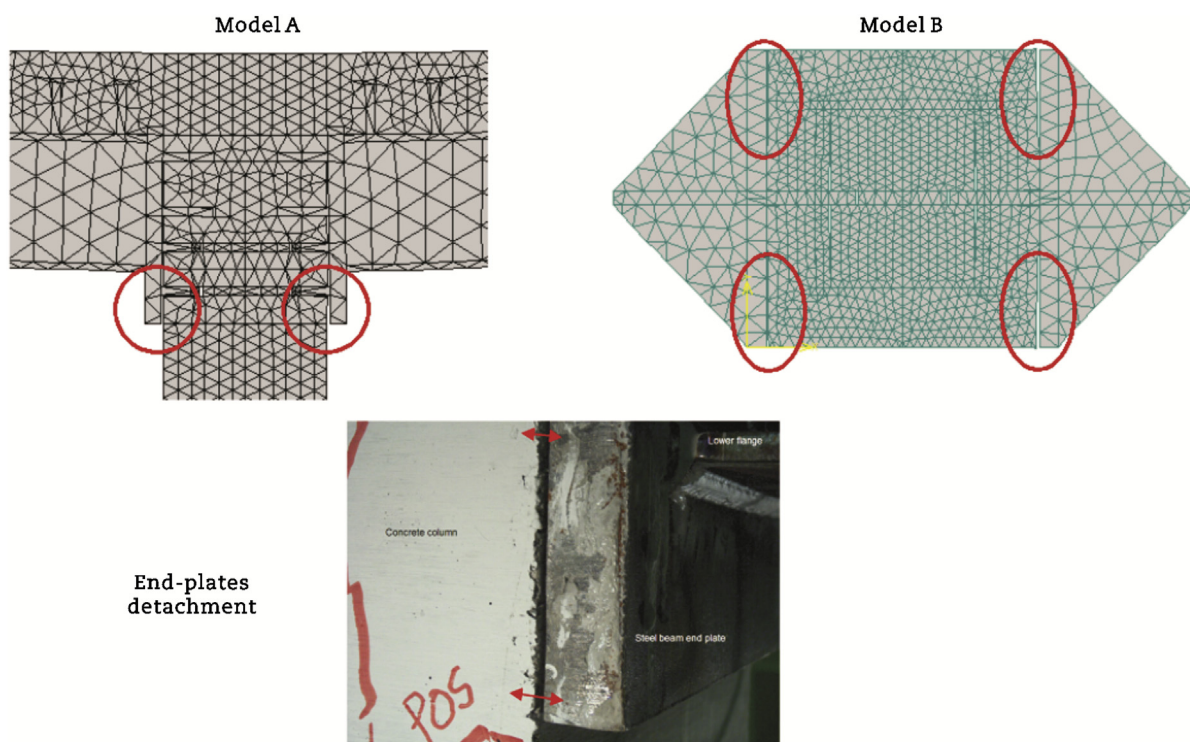 Model A
Model B
Lower flange
Concrete column
End-plates
detachment
Steel beam end plate
POS